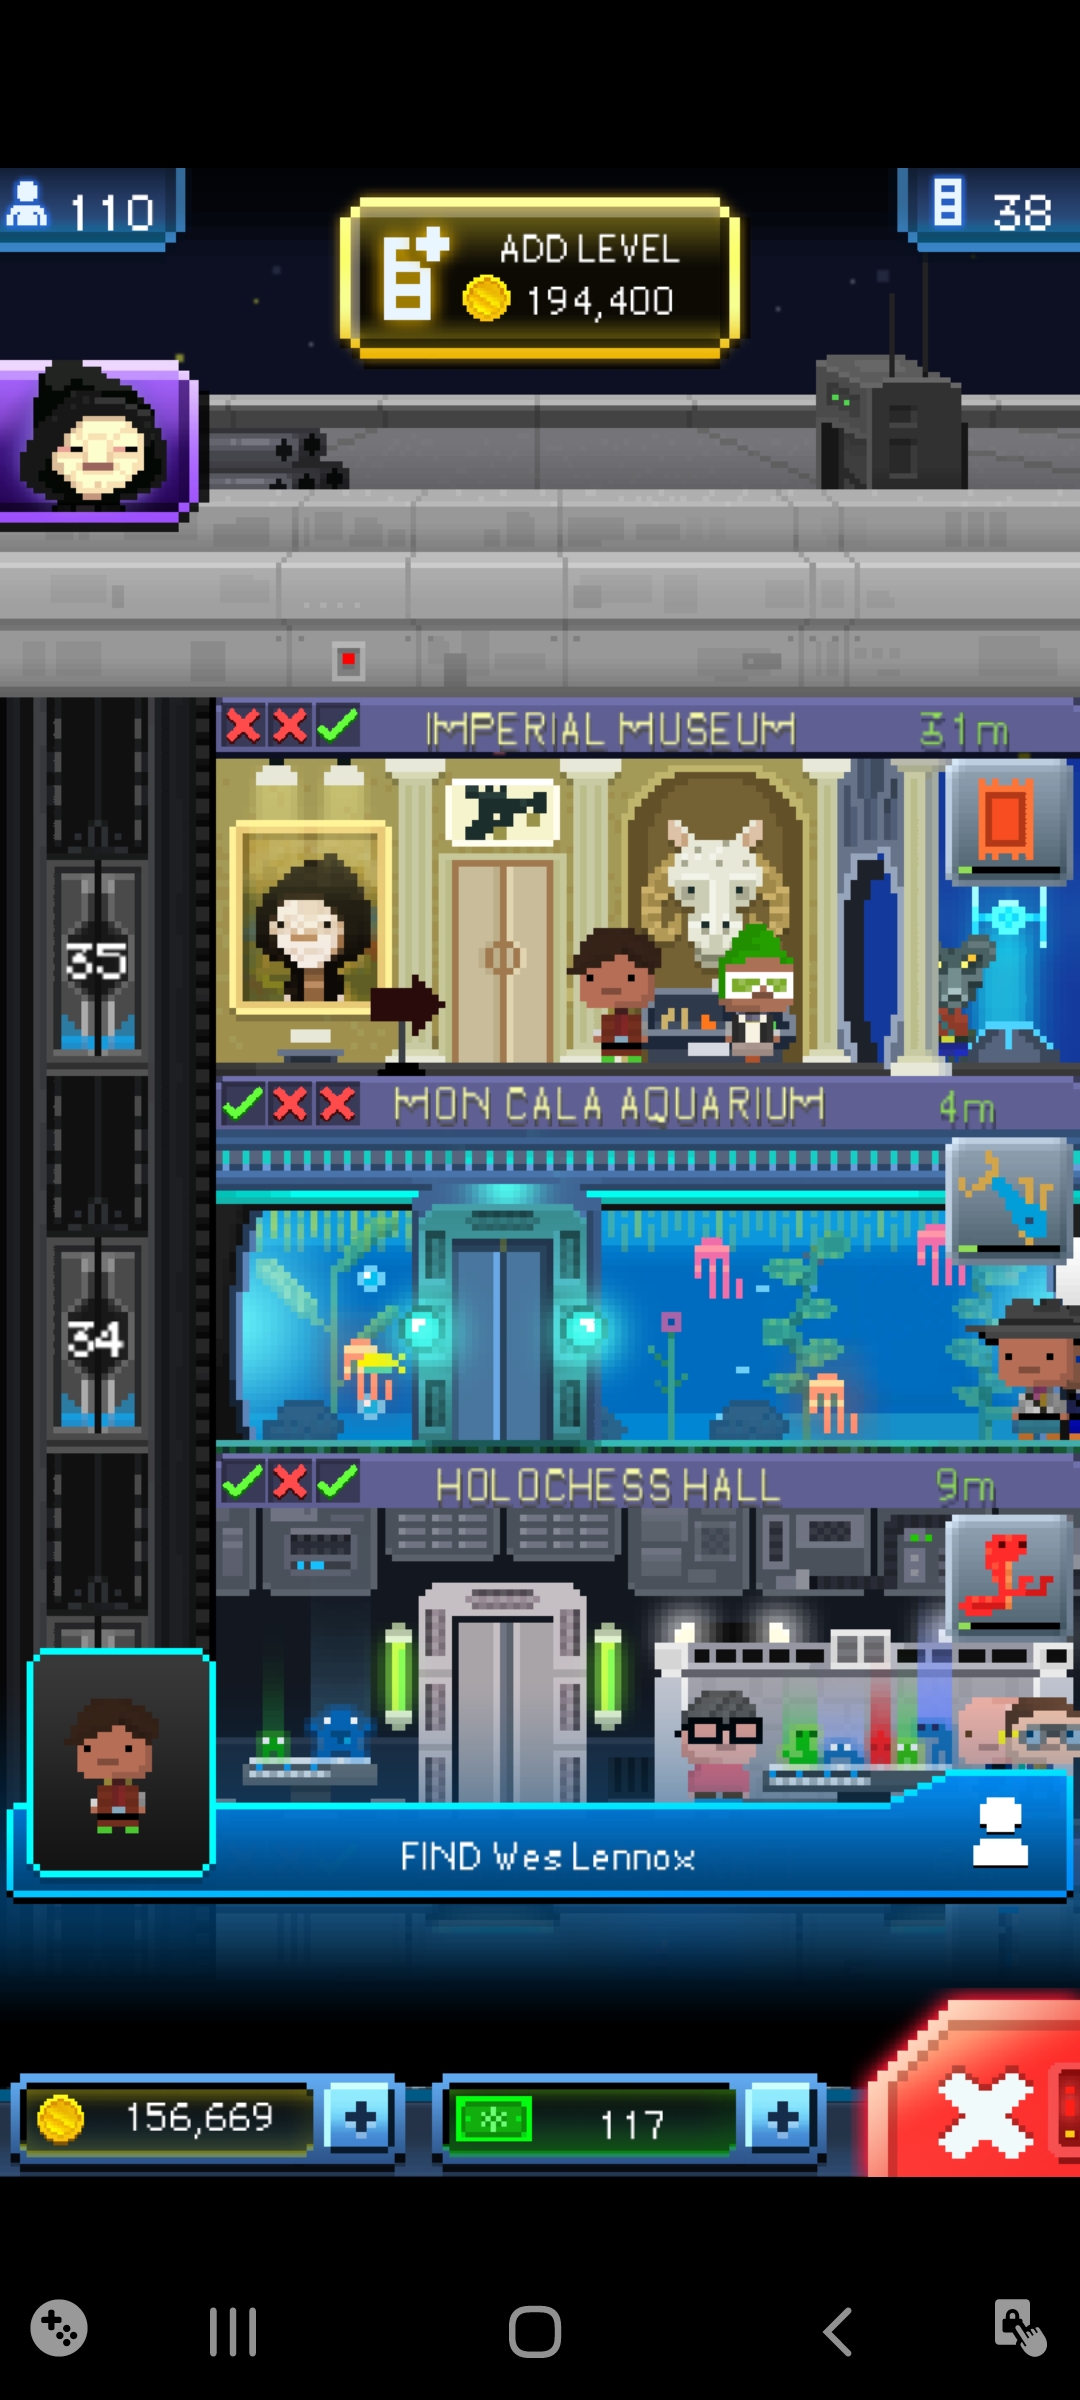 110
ADD LEVEL
194,400
38
IMPERIAL MUSEUM
31m
35
MON CALA AQUARIUM
4m
34
HOLOCHESS HALL
9m
FIND Wes Lennox
156,669
117